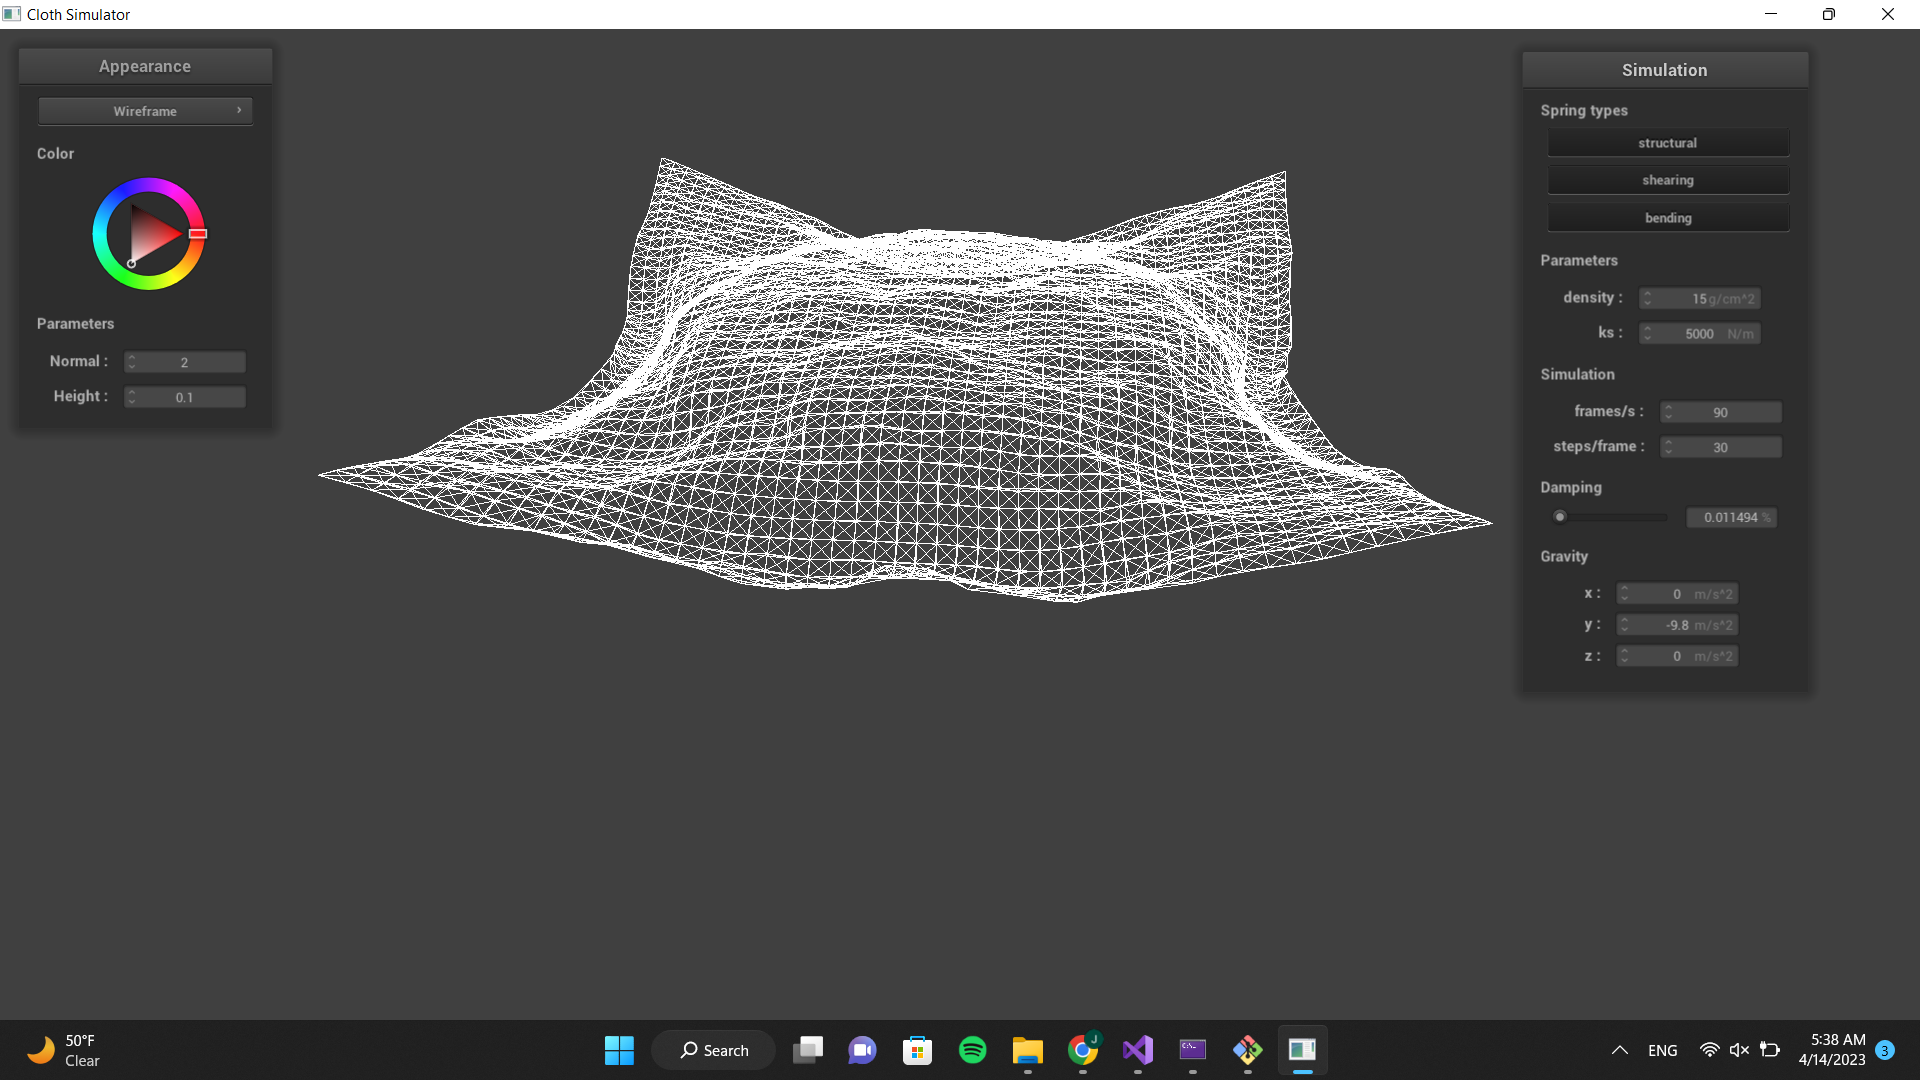 Cloth Simulator
Appearance
Wireframe
Color
Parameters
Normal : 2
Height : 0.1
Simulation
Spring types
structural
shearing
bending
Parameters
density : 15 g/cm^2
ks : 5000 N/m
Simulation
frames/s : 90
steps/frame : 30
Damping
0.011494 %
Gravity
x : 0 m/s^2
y : -9.8 m/s^2
z : 0 m/s^2
50°F
Clear
Search
J
C:\_
ENG
5:38 AM
4/14/2023
3